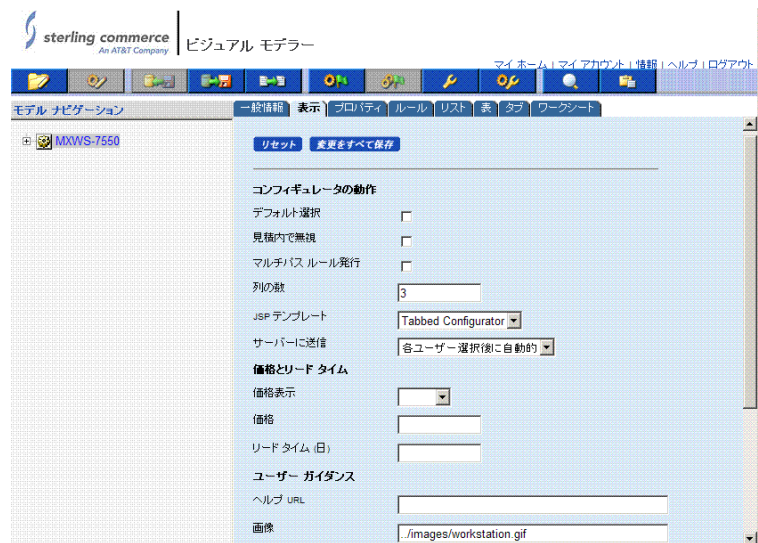 sterling commerce
An AT&T Company
ビジュアル モデラー
マイ ホーム | マイ アカウント | 情報 | ヘルプ | ログアウト
モデル ナビゲーション
一般情報 表示 プロパティ ルール リスト 表 タブ ワークシート
MXWS-7550
リセット 変更をすべて保存
コンフィギュレータの動作
デフォルト選択
見積内で無視
マルチパス ルール発行
列の数 3
JSP テンプレート Tabbed Configurator
サーバーに送信 各ユーザー選択後に自動的
価格とリード タイム
価格表示
価格
リード タイム (日)
ユーザー ガイダンス
ヘルプ URL
画像 ../images/workstation.gif